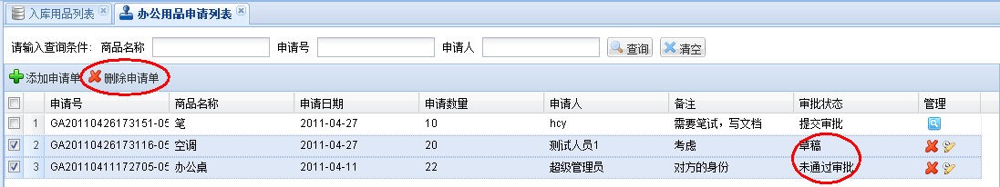 入库用品列表 办公用品申请列表
请输入查询条件: 商品名称 申请号 申请人 查询 清空
添加申请单 删除申请单
申请号 商品名称 申请日期 申请数量 申请人 备注 审批状态 管理
1 GA20110426173151-05 笔 2011-04-27 10 hcy 需要笔试，写文档 提交审批
2 GA20110426173116-05 空调 2011-04-27 20 测试人员1 考虑 草稿
3 GA20110411172705-05 办公桌 2011-04-11 22 超级管理员 对方的身份 未通过审批